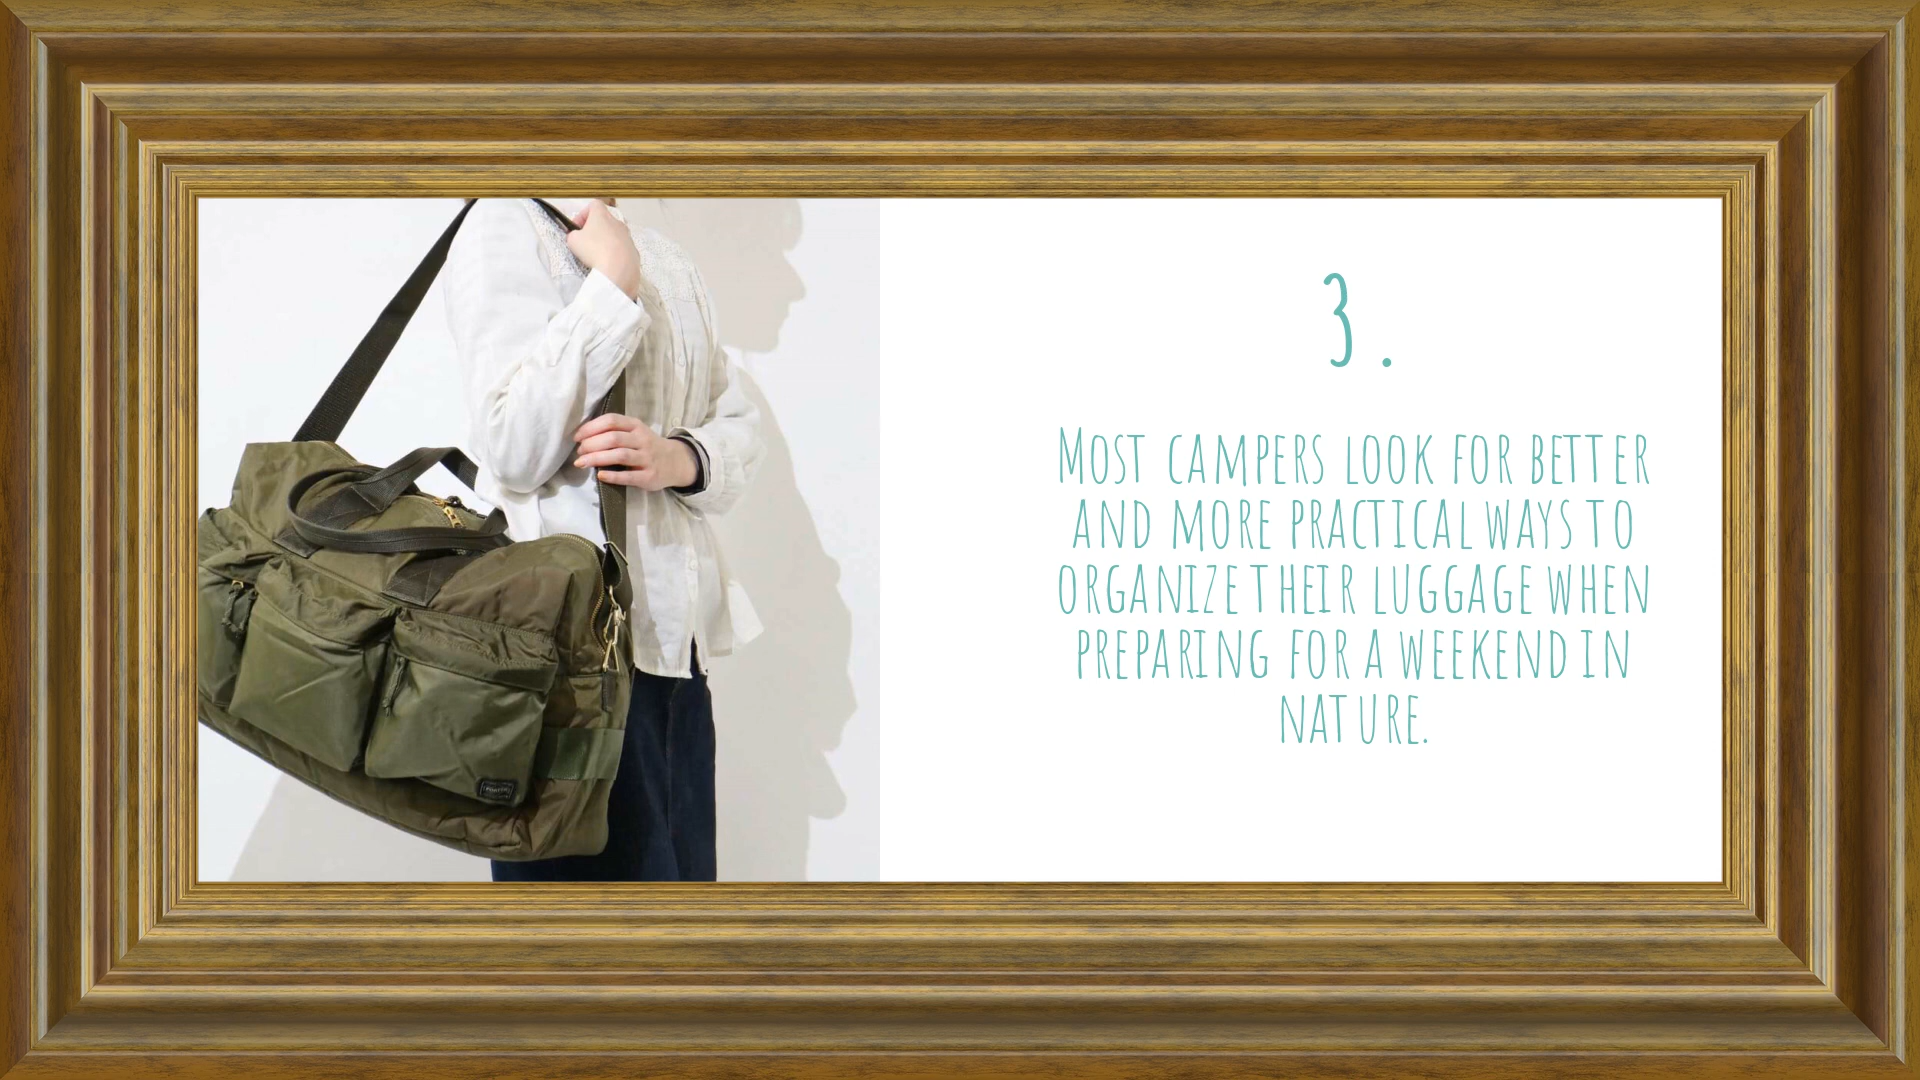 3.
Most campers look for better
and more practical ways to
organize their luggage when
preparing for a weekend in
nature.